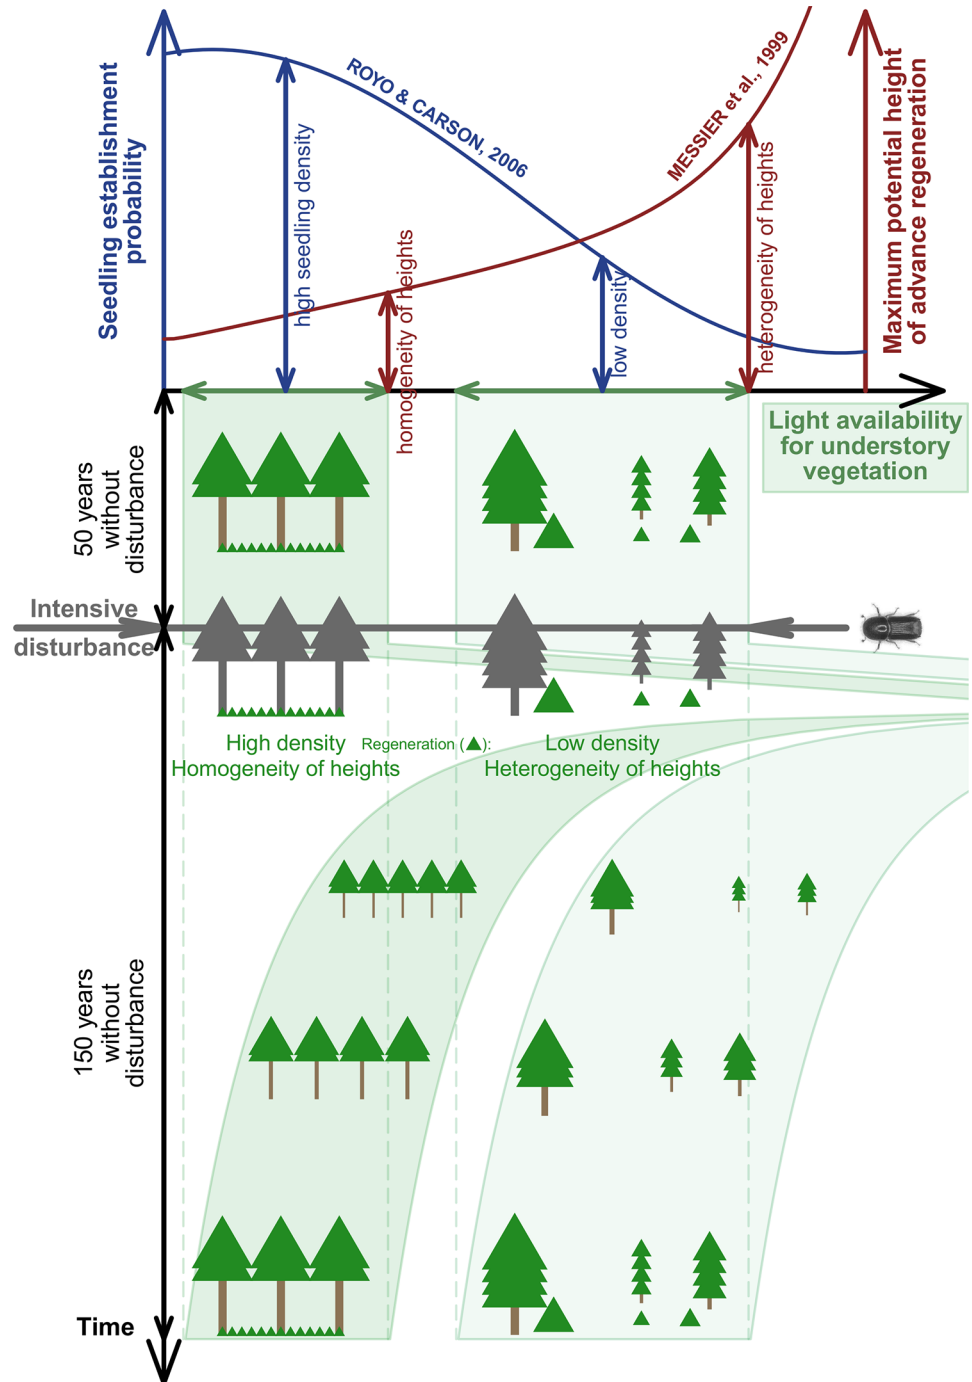 Seedling establishment
probability
ROYO & CARSON, 2006
MESSIER et al., 1999
Maximum potential height
of advance regeneration
high seedling density
homogeneity of heights
low density
heterogeneity of heights
Light availability
for understory
vegetation
50 years
without
disturbance
Intensive
disturbance
High density
Homogeneity of heights
Regeneration (▲):
Low density
Heterogeneity of heights
150 years
without
disturbance
Time